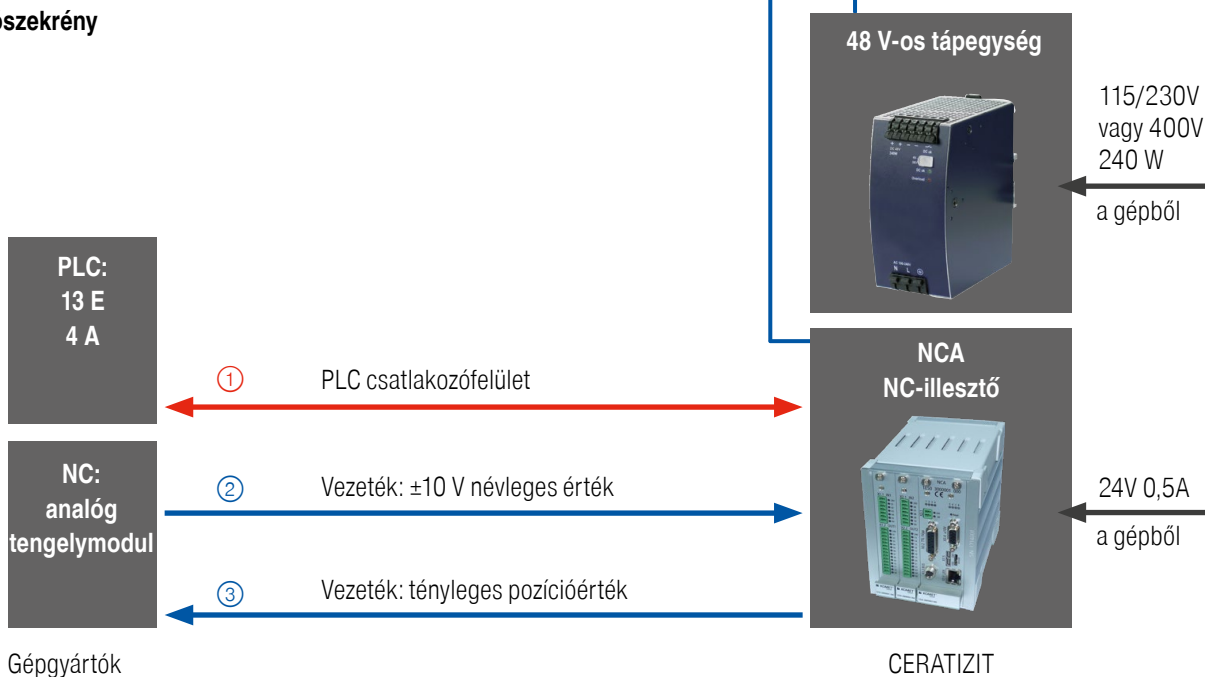 oszekrény
48 V-os tápegység
115/230V
vagy 400V
240 W
a gépből
PLC:
13 E
4 A
1
PLC csatlakozófelület
NCA
NC-illesztő
NC:
analóg
tengelymodul
2
Vezeték: ±10 V névleges érték
24V 0,5A
a gépből
3
Vezeték: tényleges pozícióérték
Gépgyártók
CERATIZIT